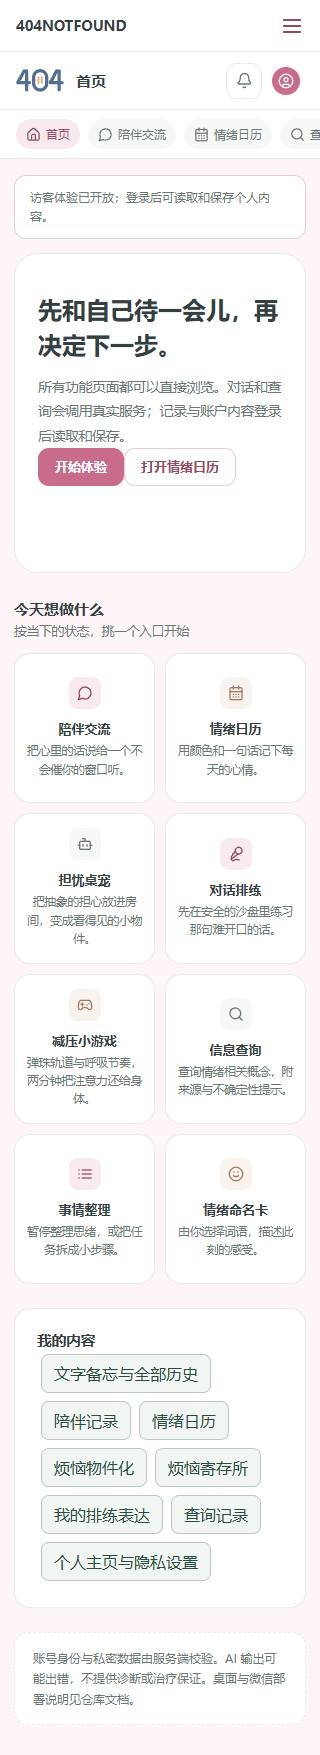 404NOTFOUND
404 首页
首页 陪伴交流 情绪日历
访客体验已开放；登录后可读取和保存个人内
容。
先和自己待一会儿，再
决定下一步。
所有功能页面都可以直接浏览。对话和查
询会调用真实服务；记录与账户内容登录
后读取和保存。
开始体验 打开情绪日历
今天想做什么
按当下的状态，挑一个入口开始
陪伴交流
把心里的话说给一个不
会催你的窗口听。
情绪日历
用颜色和一句话记下每
天的心情。
担忧桌宠
把抽象的担心放进房
间，变成看得见的小物
件。
对话排练
先在安全的沙盘里练习
那句难开口的话。
减压小游戏
弹珠轨道与呼吸节奏，
两分钟把注意力还给身
体。
信息查询
查询情绪相关概念，附
来源与不确定性提示。
事情整理
暂停整理思绪，或把任
务拆成小步骤。
情绪命名卡
由你选择词语，描述此
刻的感受。
我的内容
文字备忘与全部历史
陪伴记录 情绪日历
烦恼物件化 烦恼寄存所
我的排练表达 查询记录
个人主页与隐私设置
账号身份与私密数据由服务端校验。AI 输出可
能出错，不提供诊断或治疗保证。桌面与微信部
署说明见仓库文档。